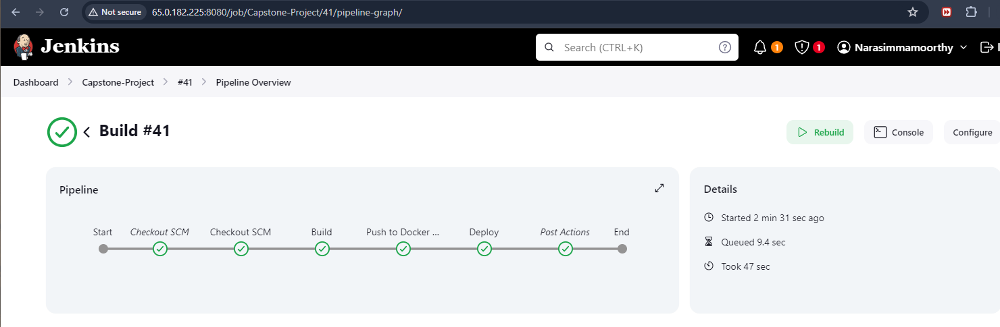 Not secure 65.0.182.225:8080/job/Capstone-Project/41/pipeline-graph/
Jenkins Search (CTRL+K) ? 1 1 Narasimmamoorthy
Dashboard Capstone-Project #41 Pipeline Overview
Build #41
Rebuild Console Configure
Pipeline
Start Checkout SCM Checkout SCM Build Push to Docker ... Deploy Post Actions End
Details
Started 2 min 31 sec ago
Queued 9.4 sec
Took 47 sec